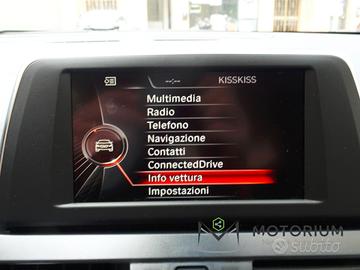 --:-- KISSKISS
Multimedia
Radio
Telefono
Navigazione
Contatti
ConnectedDrive
Info vettura
Impostazioni
MOTORIUM
subito